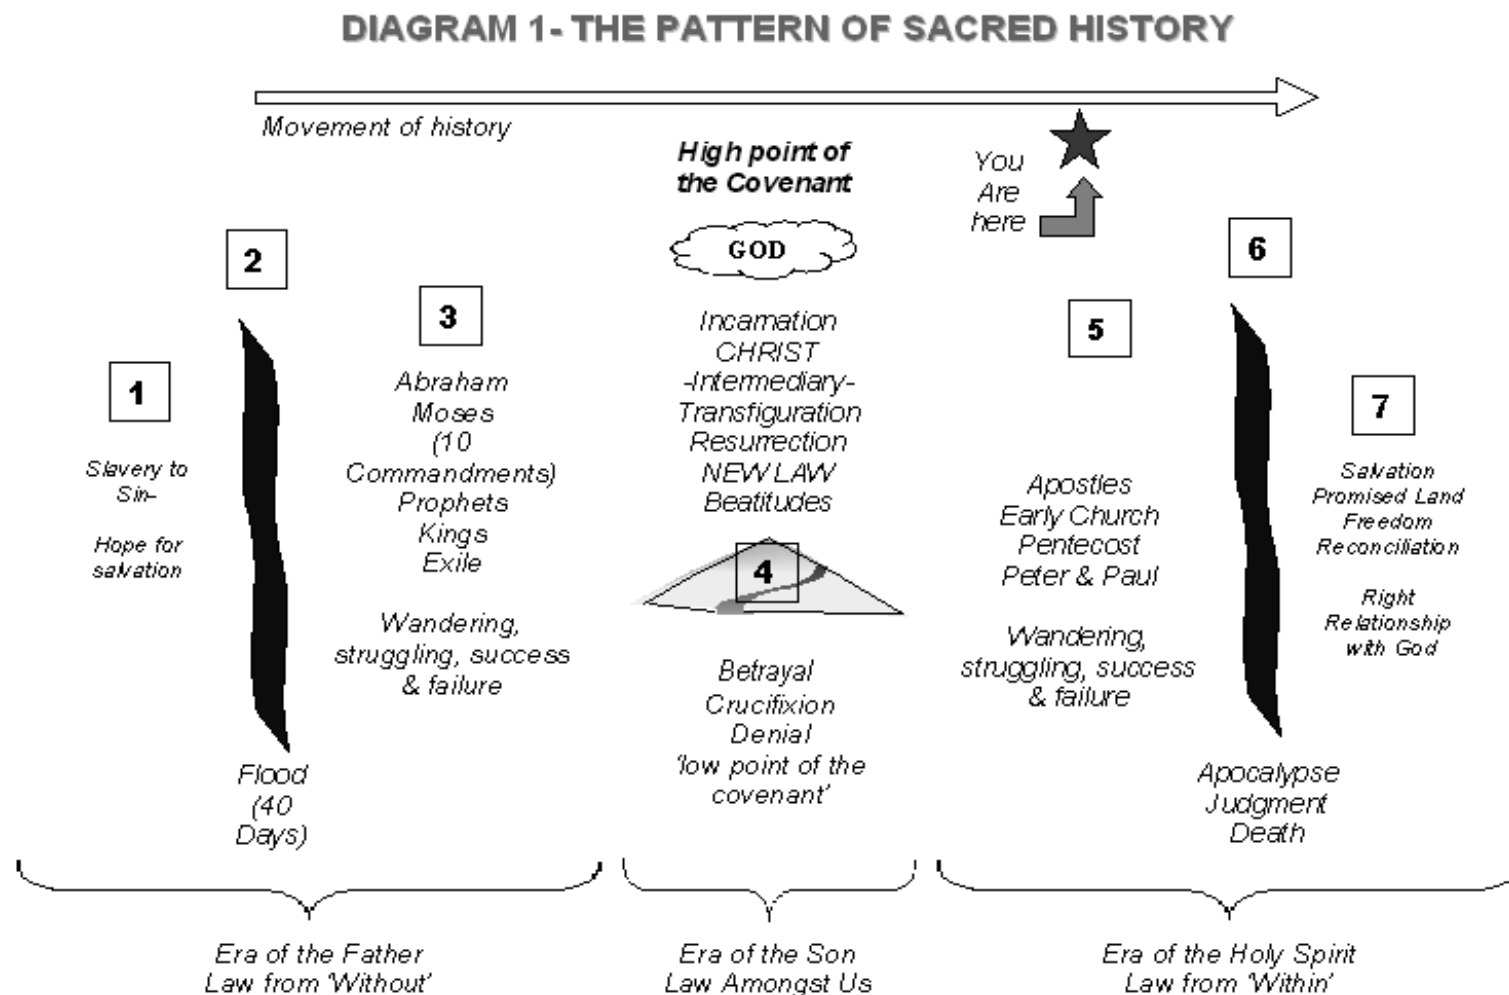 DIAGRAM 1- THE PATTERN OF SACRED HISTORY
Movement of history
High point of
the Covenant
GOD
You
Are
here
1
Slavery to
Sin-
Hope for
salvation
2
Flood
(40
Days)
3
Abraham
Moses
(10
Commandments)
Prophets
Kings
Exile
Wandering,
struggling, success
& failure
Incarnation
CHRIST
-Intermediary-
Transfiguration
Resurrection
NEW LAW
Beatitudes
4
Betrayal
Crucifixion
Denial
'low point of the
covenant'
5
Apostles
Early Church
Pentecost
Peter & Paul
Wandering,
struggling, success
& failure
6
Apocalypse
Judgment
Death
7
Salvation
Promised Land
Freedom
Reconciliation
Right
Relationship
with God
Era of the Father
Law from 'Without'
Era of the Son
Law Amongst Us
Era of the Holy Spirit
Law from 'Within'